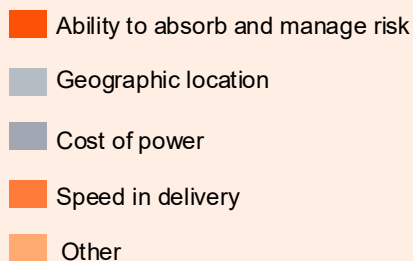 Ability to absorb and manage risk
Geographic location
Cost of power
Speed in delivery
Other